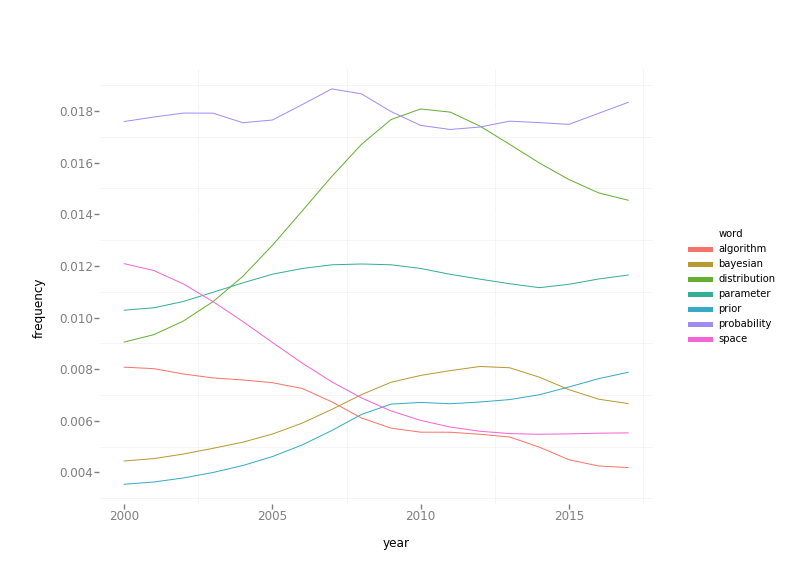 0.018
0.016
0.014
0.012
0.010
0.008
0.006
0.004
frequency
2000
2005
2010
2015
year
word
algorithm
bayesian
distribution
parameter
prior
probability
space